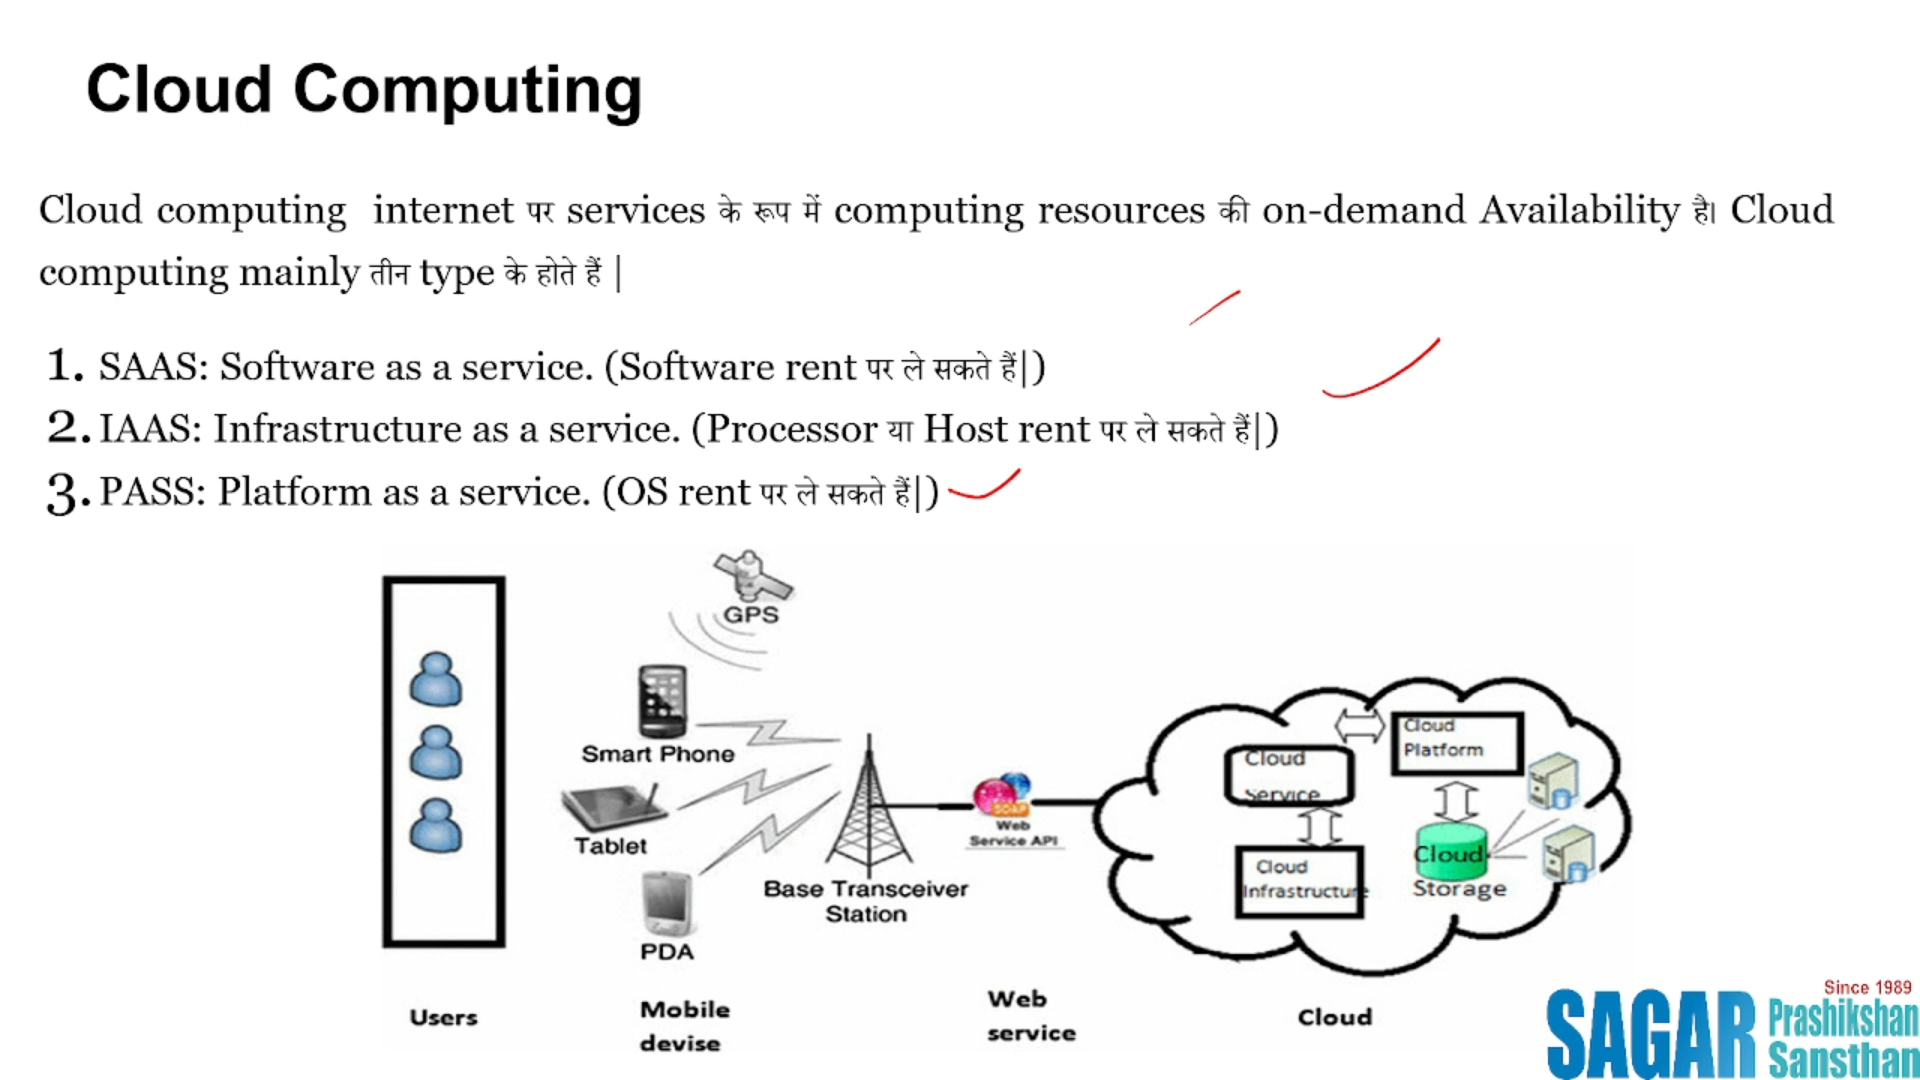 Cloud Computing
Cloud computing internet पर services के रूप में computing resources की on-demand Availability है। Cloud
computing mainly तीन type के होते हैं |
1. SAAS: Software as a service. (Software rent पर ले सकते हैं|)
2. IAAS: Infrastructure as a service. (Processor या Host rent पर ले सकते हैं|)
3. PASS: Platform as a service. (OS rent पर ले सकते हैं|)
GPS
Smart Phone
Tablet
PDA
Base Transceiver
Station
SOAP
Web
Service API
Cloud
Service
Cloud
Platform
Cloud
Infrastructure
Cloud
Storage
Users
Mobile
devise
Web
service
Cloud
Since 1989
SAGAR Prashikshan
Sansthan